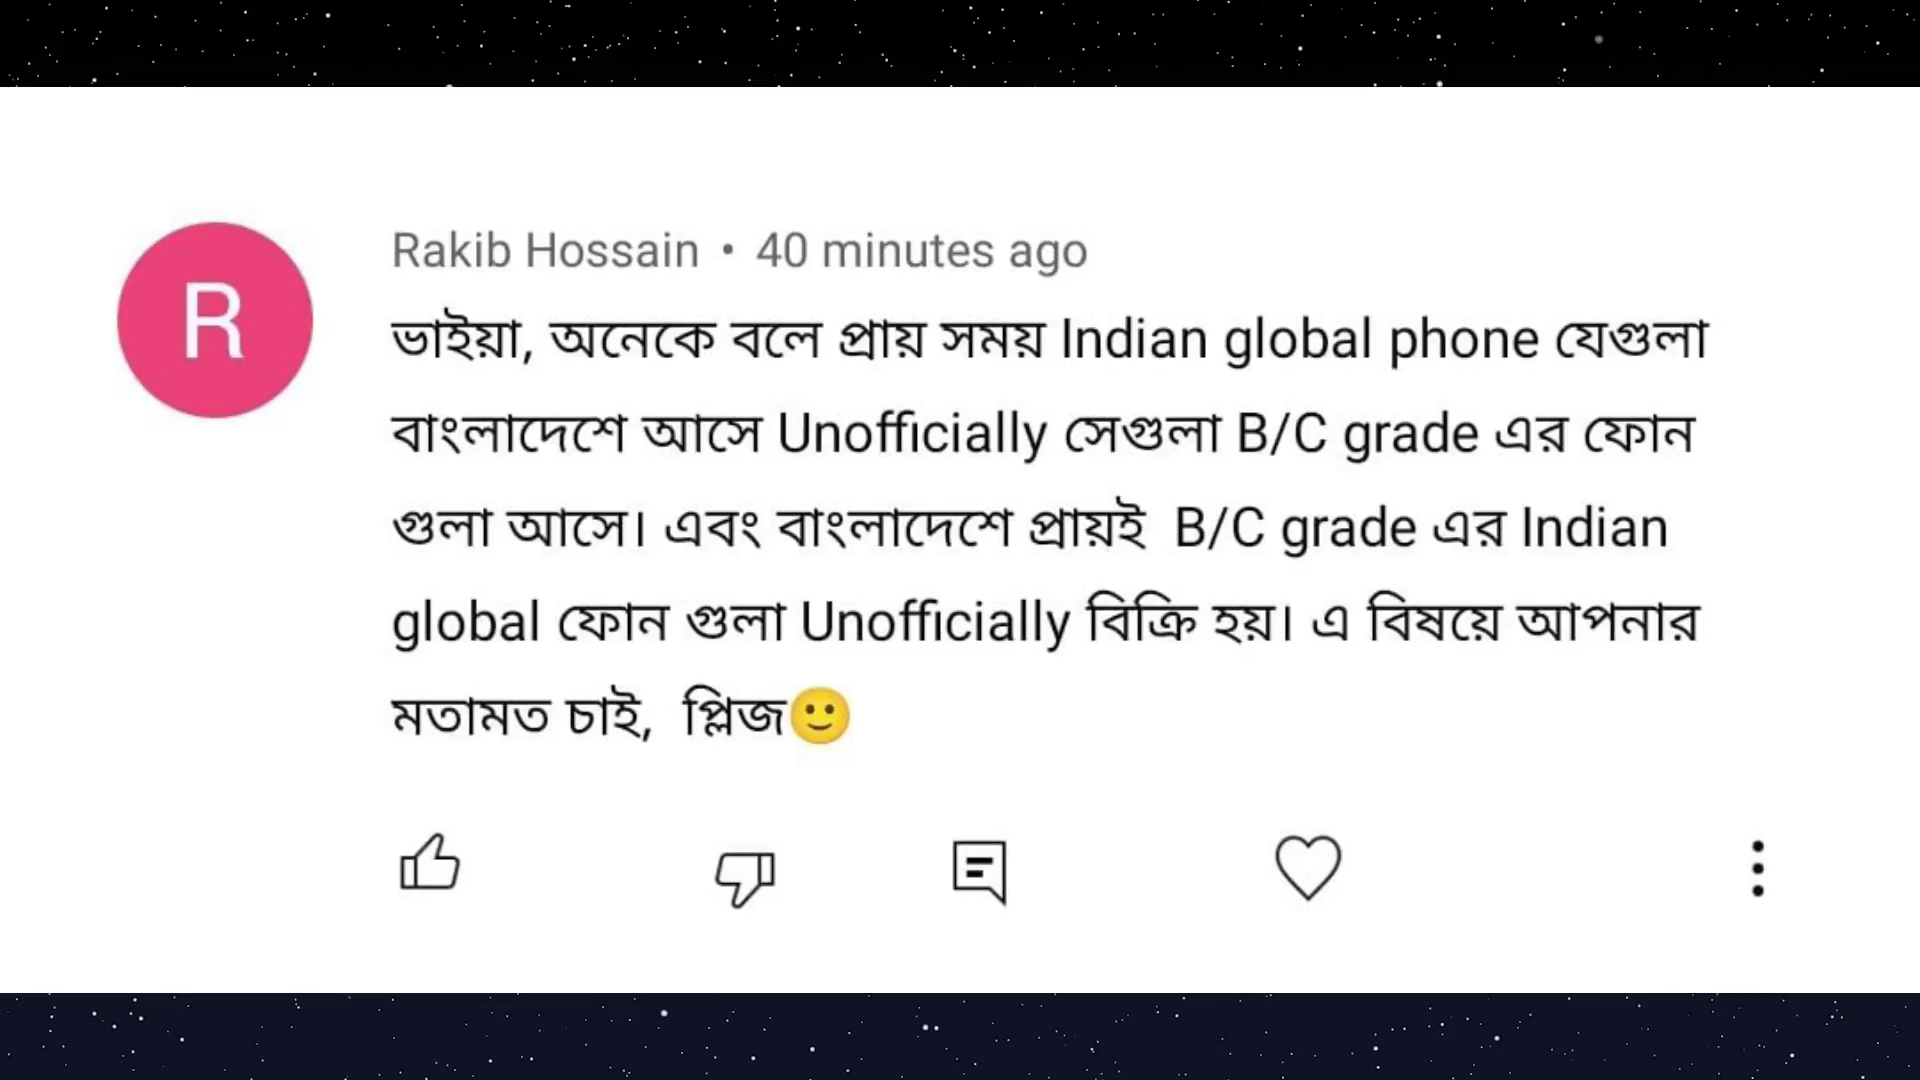 R
Rakib Hossain • 40 minutes ago
ভাইয়া, অনেকে বলে প্রায় সময় Indian global phone যেগুলা
বাংলাদেশে আসে Unofficially সেগুলা B/C grade এর ফোন
গুলা আসে। এবং বাংলাদেশে প্রায়ই B/C grade এর Indian
global ফোন গুলা Unofficially বিক্রি হয়। এ বিষয়ে আপনার
মতামত চাই, প্লিজ🙂